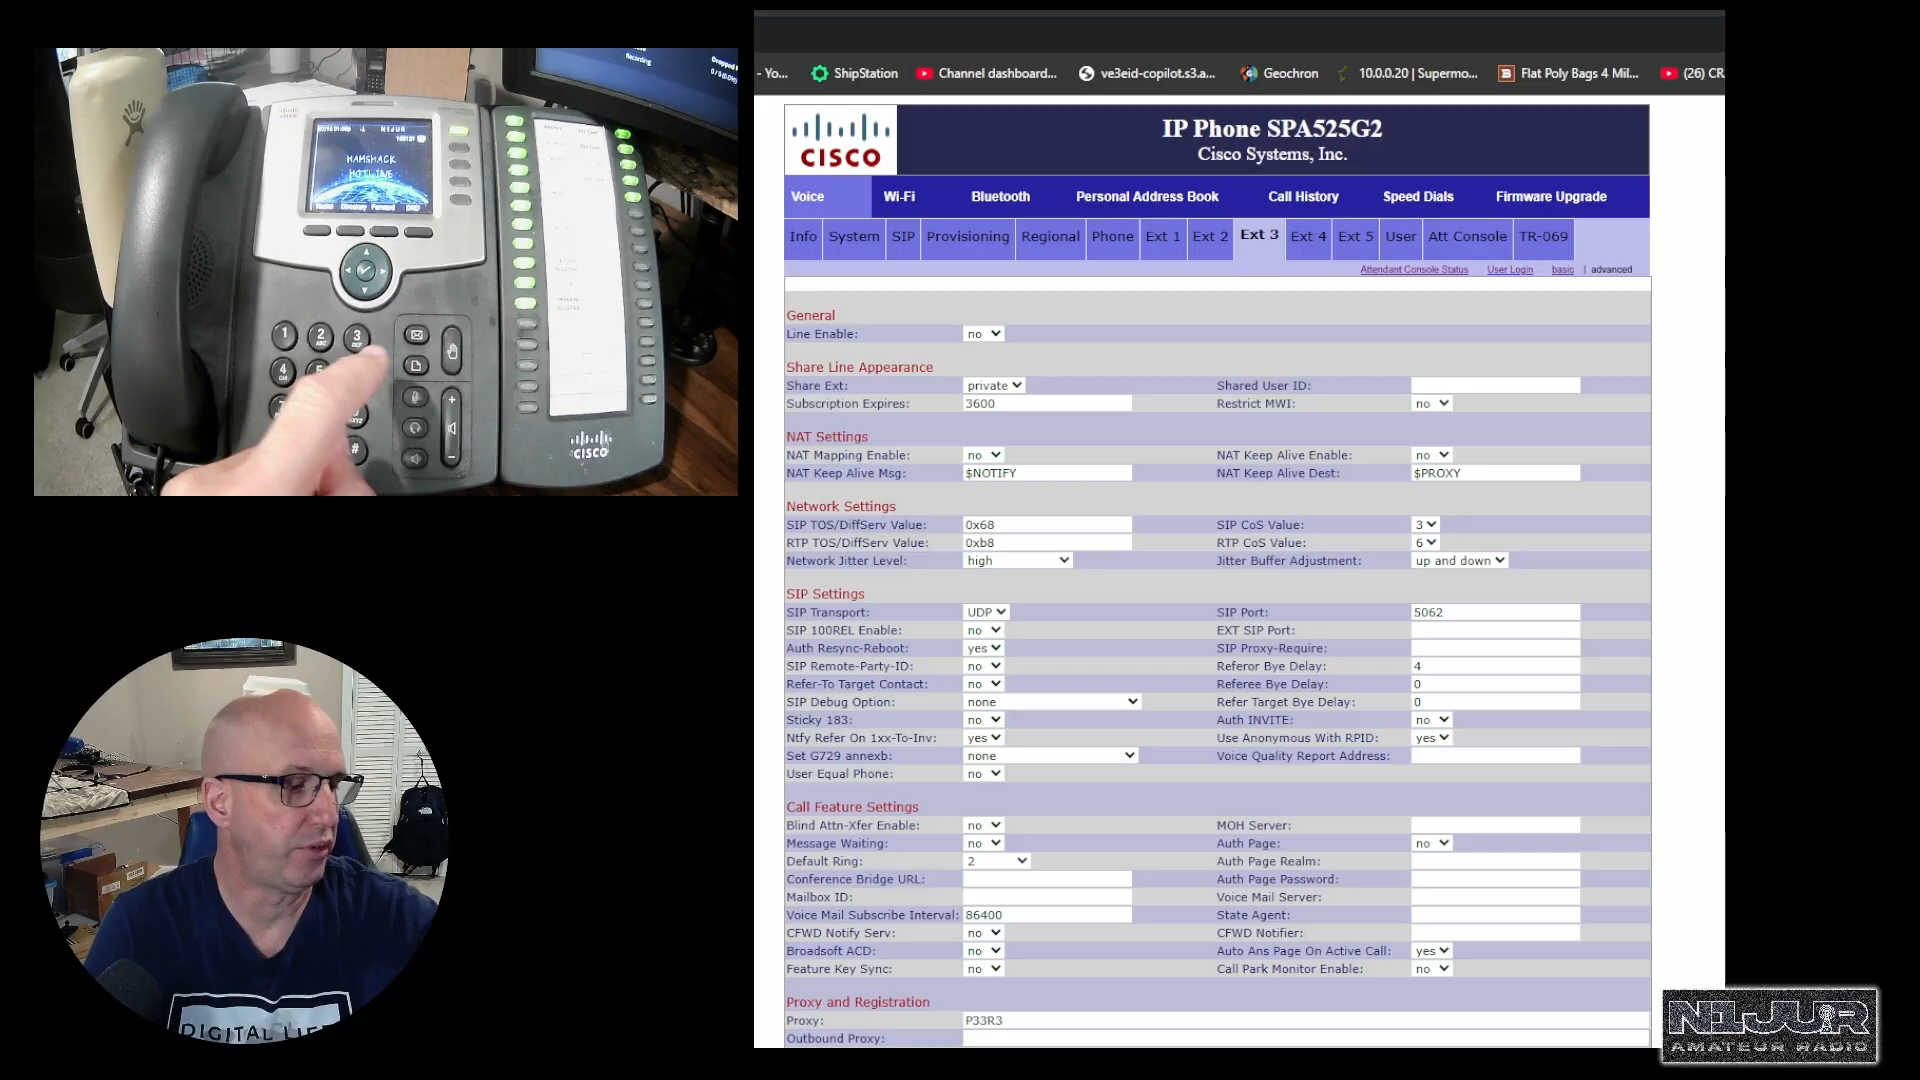 - Yo...
ShipStation
Channel dashboard...
ve3eid-copilot.s3.a...
Geochron
10.0.0.20 | Supermo...
Flat Poly Bags 4 Mil...
(26) CR
CISCO
IP Phone SPA525G2
Cisco Systems, Inc.
Voice Wi-Fi Bluetooth Personal Address Book Call History Speed Dials Firmware Upgrade
Info System SIP Provisioning Regional Phone Ext 1 Ext 2 Ext 3 Ext 4 Ext 5 User Att Console TR-069
Attendant Console Status User Login basic | advanced
General
Line Enable: no
Share Line Appearance
Share Ext: private Shared User ID:
Subscription Expires: 3600 Restrict MWI: no
NAT Settings
NAT Mapping Enable: no NAT Keep Alive Enable: no
NAT Keep Alive Msg: $NOTIFY NAT Keep Alive Dest: $PROXY
Network Settings
SIP TOS/DiffServ Value: 0x68 SIP CoS Value: 3
RTP TOS/DiffServ Value: 0xb8 RTP CoS Value: 6
Network Jitter Level: high Jitter Buffer Adjustment: up and down
SIP Settings
SIP Transport: UDP SIP Port: 5062
SIP 100REL Enable: no EXT SIP Port:
Auth Resync-Reboot: yes SIP Proxy-Require:
SIP Remote-Party-ID: no Referor Bye Delay: 4
Refer-To Target Contact: no Referee Bye Delay: 0
SIP Debug Option: none Refer Target Bye Delay: 0
Sticky 183: no Auth INVITE: no
Ntfy Refer On 1xx-To-Inv: yes Use Anonymous With RPID: yes
Set G729 annexb: none Voice Quality Report Address:
User Equal Phone: no
Call Feature Settings
Blind Attn-Xfer Enable: no MOH Server:
Message Waiting: no Auth Page: no
Default Ring: 2 Auth Page Realm:
Conference Bridge URL: Auth Page Password:
Mailbox ID: Voice Mail Server:
Voice Mail Subscribe Interval: 86400 State Agent:
CFWD Notify Serv: no CFWD Notifier:
Broadsoft ACD: no Auto Ans Page On Active Call: yes
Feature Key Sync: no Call Park Monitor Enable: no
Proxy and Registration
Proxy: P33R3
Outbound Proxy:
Recording
N1JUR
HAMSHACK
HOTLINE
Directory Forward DND
1 2 ABC 3 DEF
4
#
CISCO
DIGITAL LIFE
N1JUR
AMATEUR RADIO